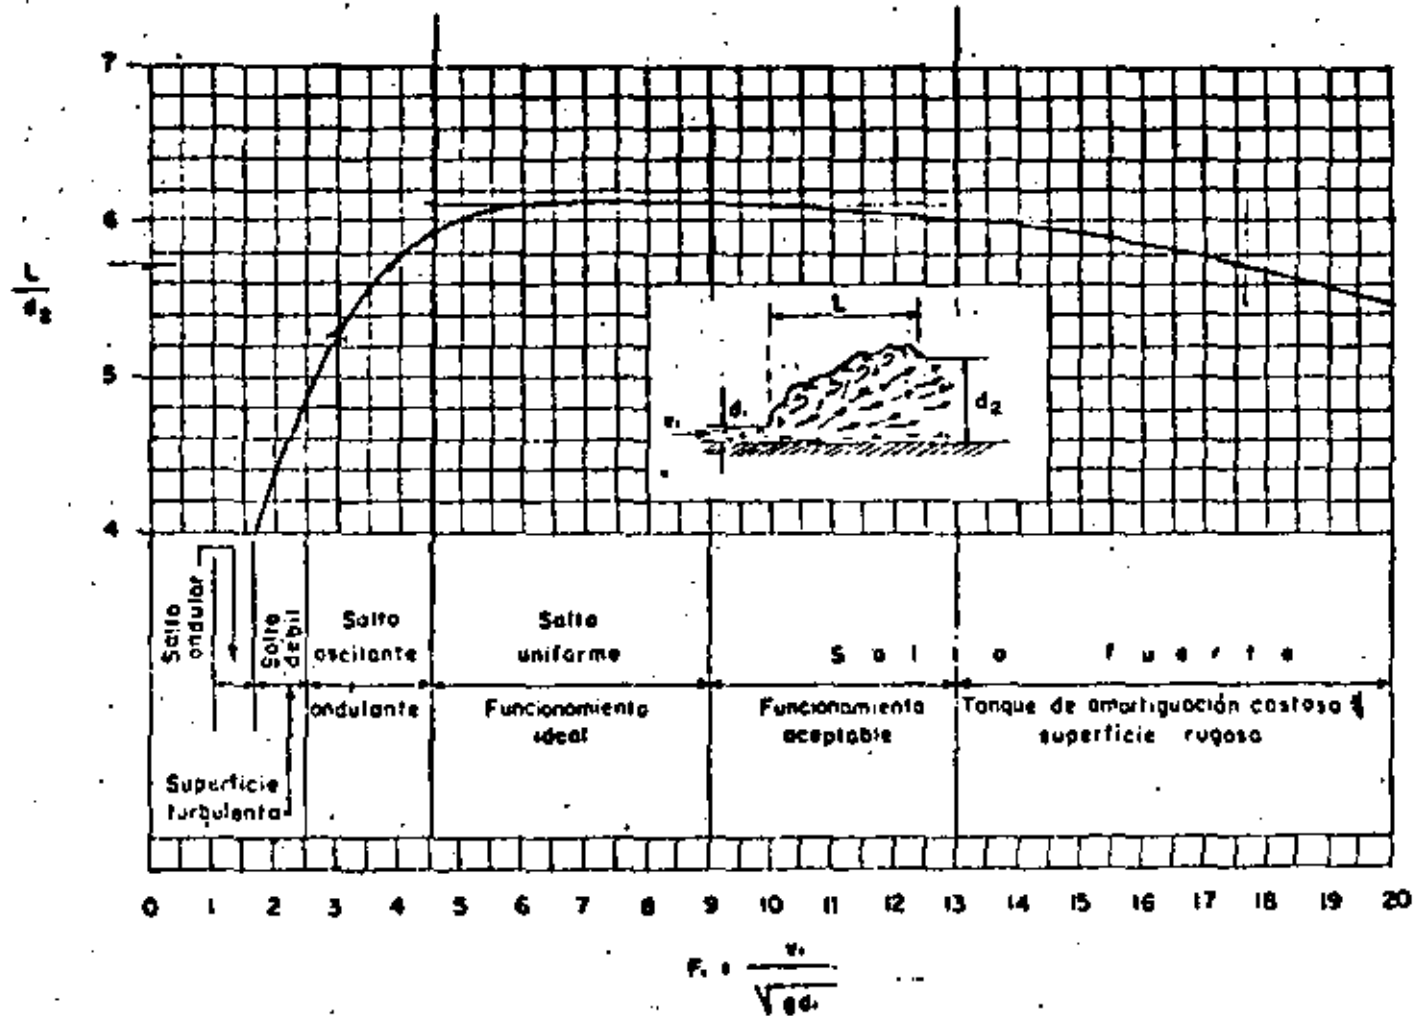 7
6
5
4
L
d₂
L
d₁
v₁
d₂
Salto
ondular
Salto
debil
Salto
oscilante
ondulante
Salto
uniforme
Funcionamiento
ideal
Salto fuerte
Funcionamiento
aceptable
Tanque de amortiguación costoso y
superficie rugosa
Superficie
turbulenta
0 1 2 3 4 5 6 7 8 9 10 11 12 13 14 15 16 17 18 19 20
F₁ = v₁
√gd₁